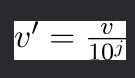 v′ = v/10^j